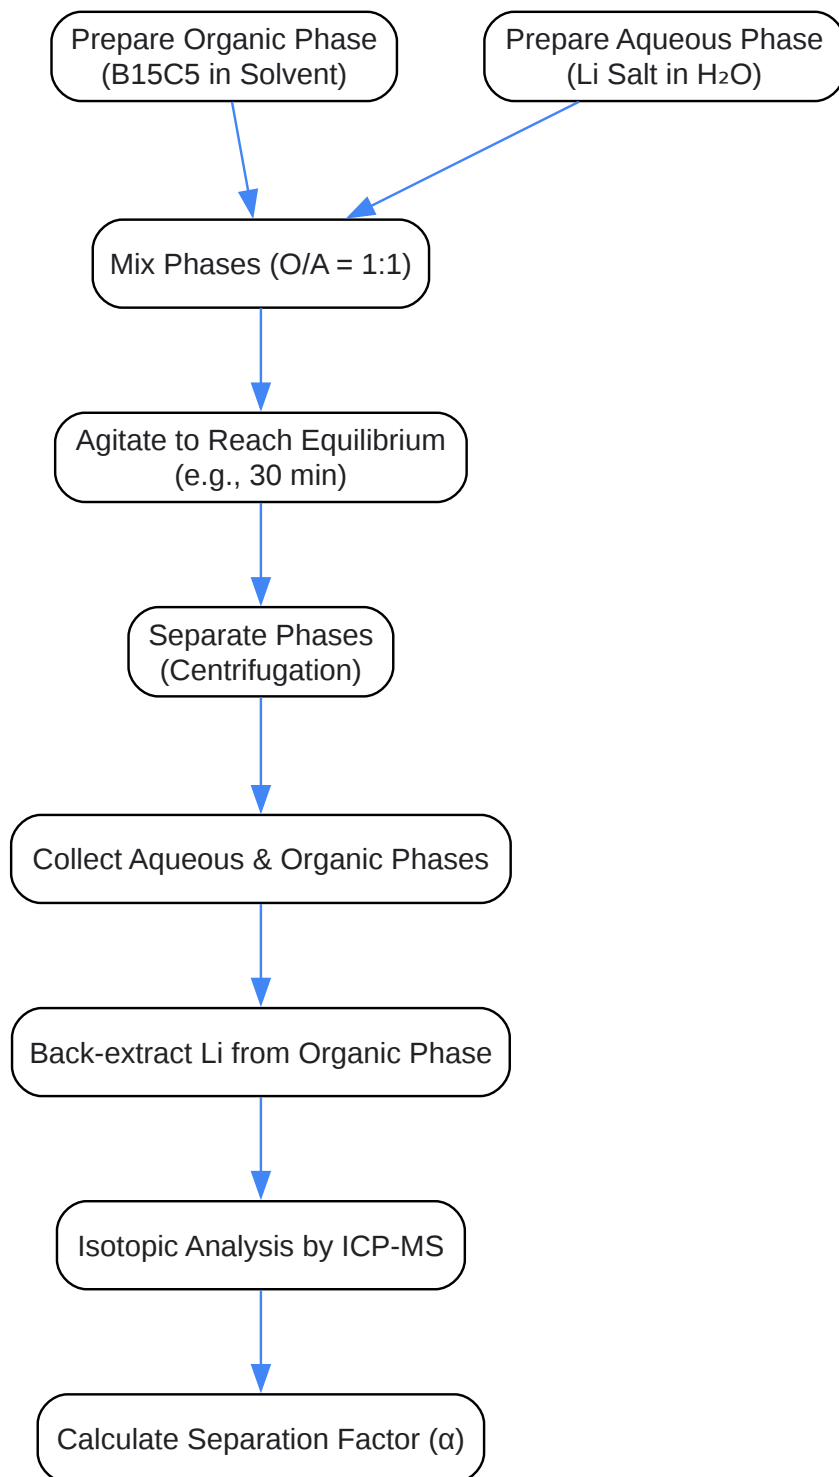 Prepare Organic Phase
(B15C5 in Solvent)
Prepare Aqueous Phase
(Li Salt in H₂O)
Mix Phases (O/A = 1:1)
Agitate to Reach Equilibrium
(e.g., 30 min)
Separate Phases
(Centrifugation)
Collect Aqueous & Organic Phases
Back-extract Li from Organic Phase
Isotopic Analysis by ICP-MS
Calculate Separation Factor (α)